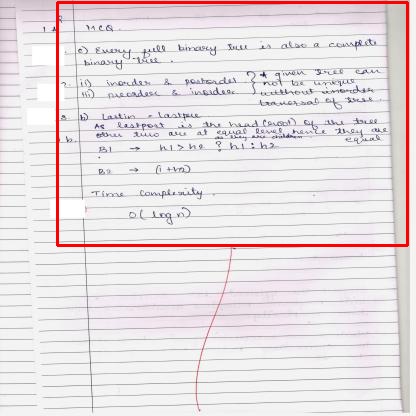 1 A MCQ
1. c) Every full binary tree is also a complete
binary tree.
2. ii) inorder & postorder } * given tree can
not be unique
iii) preorder & inorder without inorder
traversal of tree.
3. b) lastin = lastpre
As lastpost is the head (root) of the tree
other two are at equal level hence they are
as they are children equal
b. B1 → h1 > h2 ? h1 : h2
B2 → (1 + h2)
Time complexity.
O(log n)